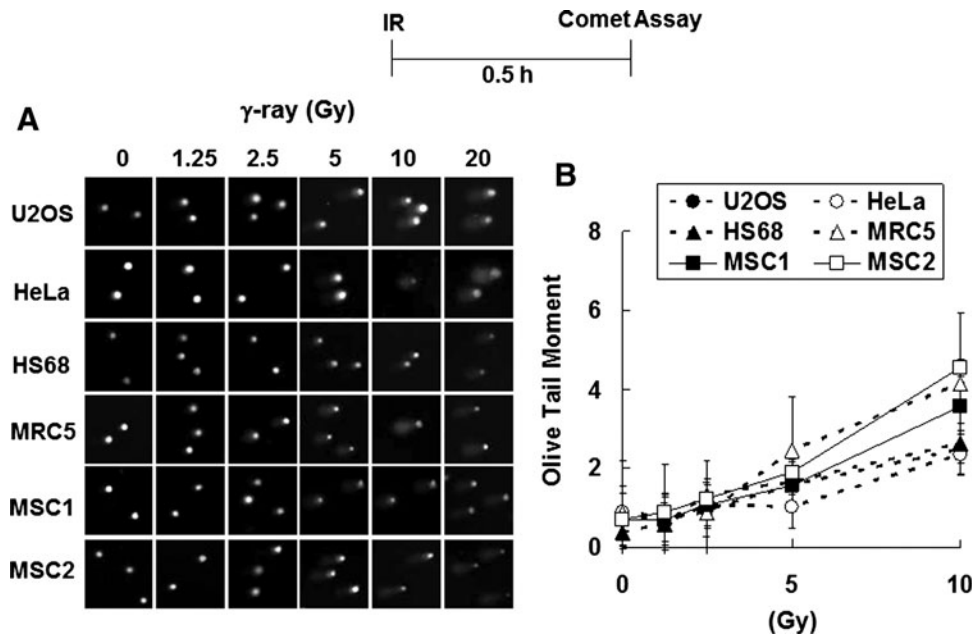 IR Comet Assay
0.5 h
A
γ-ray (Gy)
0 1.25 2.5 5 10 20
U2OS
HeLa
HS68
MRC5
MSC1
MSC2
B
U2OS HeLa
HS68 MRC5
MSC1 MSC2
Olive Tail Moment
8
6
4
2
0
0 5 10
(Gy)